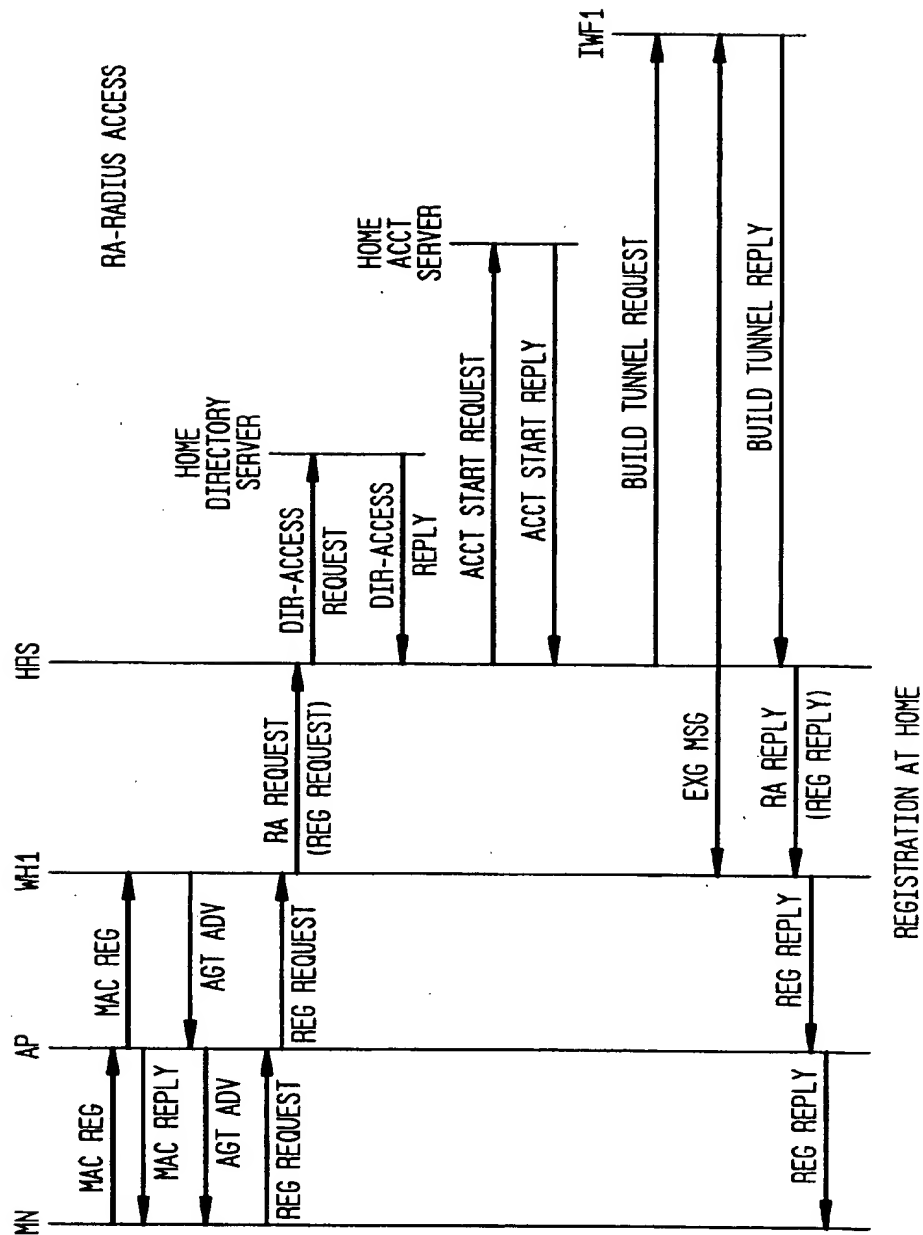 RA-RADIUS ACCESS
MN
AP
WH1
HRS
HOME
DIRECTORY
SERVER
HOME
ACCT
SERVER
IWF1
MAC REG
MAC REG
MAC REPLY
AGT ADV
AGT ADV
REG REQUEST
REG REQUEST
RA REQUEST
(REG REQUEST)
DIR-ACCESS
REQUEST
DIR-ACCESS
REPLY
ACCT START REQUEST
ACCT START REPLY
BUILD TUNNEL REQUEST
EXG MSG
BUILD TUNNEL REPLY
RA REPLY
(REG REPLY)
REG REPLY
REG REPLY
REGISTRATION AT HOME